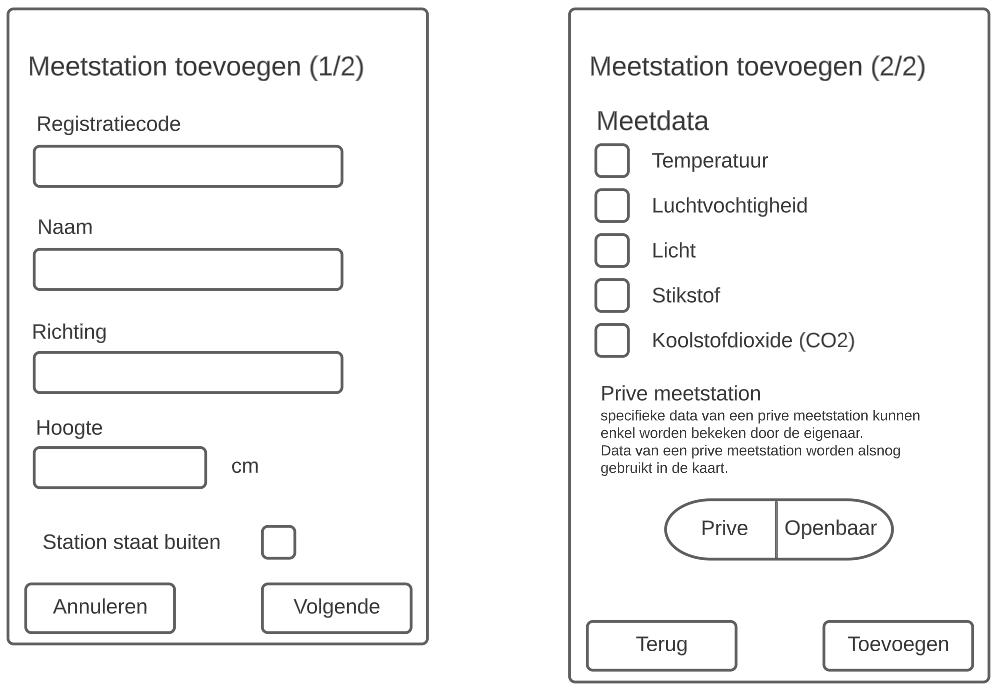 Meetstation toevoegen (1/2)
Registratiecode
Naam
Richting
Hoogte
cm
Station staat buiten
Annuleren
Volgende
Meetstation toevoegen (2/2)
Meetdata
Temperatuur
Luchtvochtigheid
Licht
Stikstof
Koolstofdioxide (CO2)
Prive meetstation
specifieke data van een prive meetstation kunnen
enkel worden bekeken door de eigenaar.
Data van een prive meetstation worden alsnog
gebruikt in de kaart.
Prive
Openbaar
Terug
Toevoegen